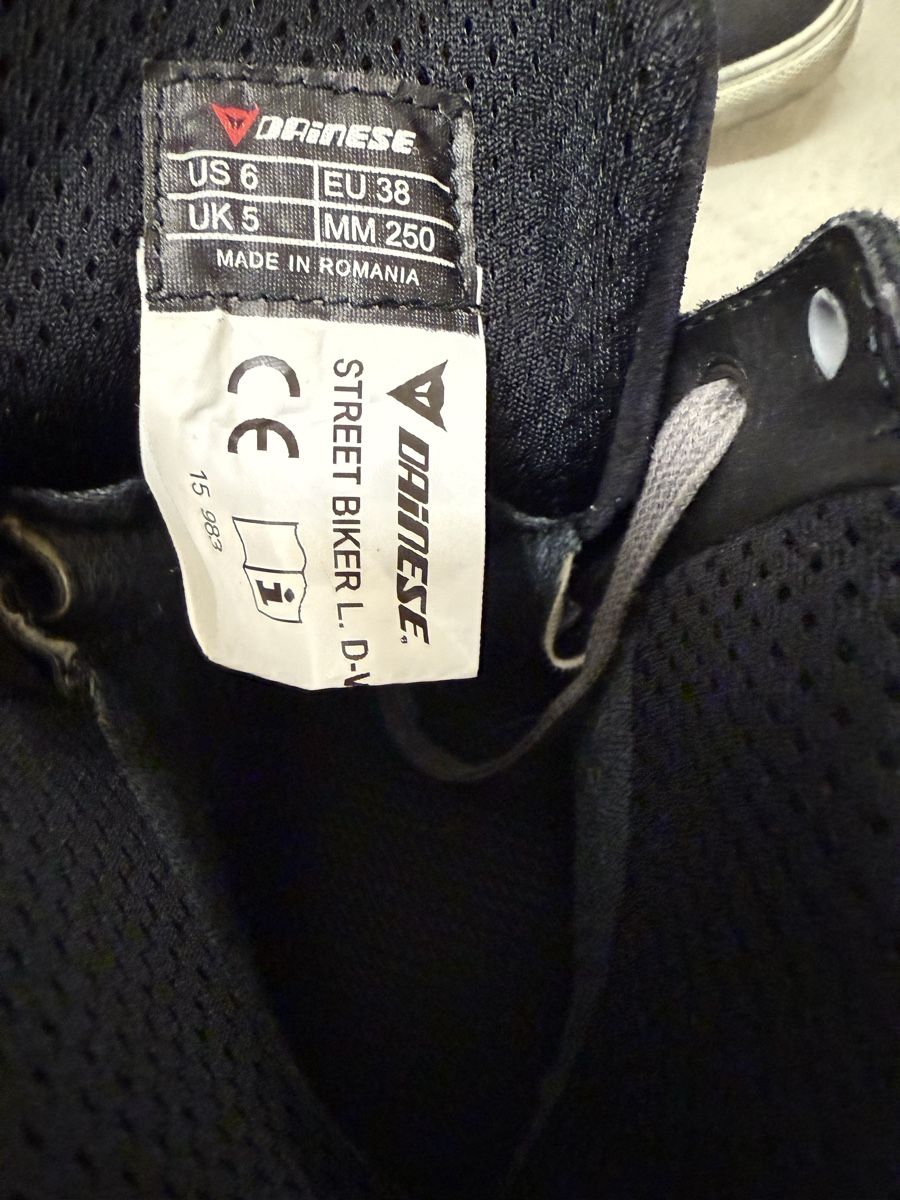 DAiNESE
US 6 EU 38
UK 5 MM 250
MADE IN ROMANIA
DAiNESE
STREET BIKER L. D-
CE
i
15 983